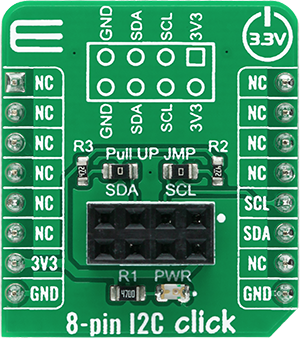 GND SDA SCL 3V3
3.3V
GND SDA SCL 3V3
NC NC
NC NC
NC NC
R3 Pull UP JMP R2
NC NC
SDA SCL
NC SCL
NC SDA
3V3 NC
R1 PWR
4700
GND GND
8-pin I2C click